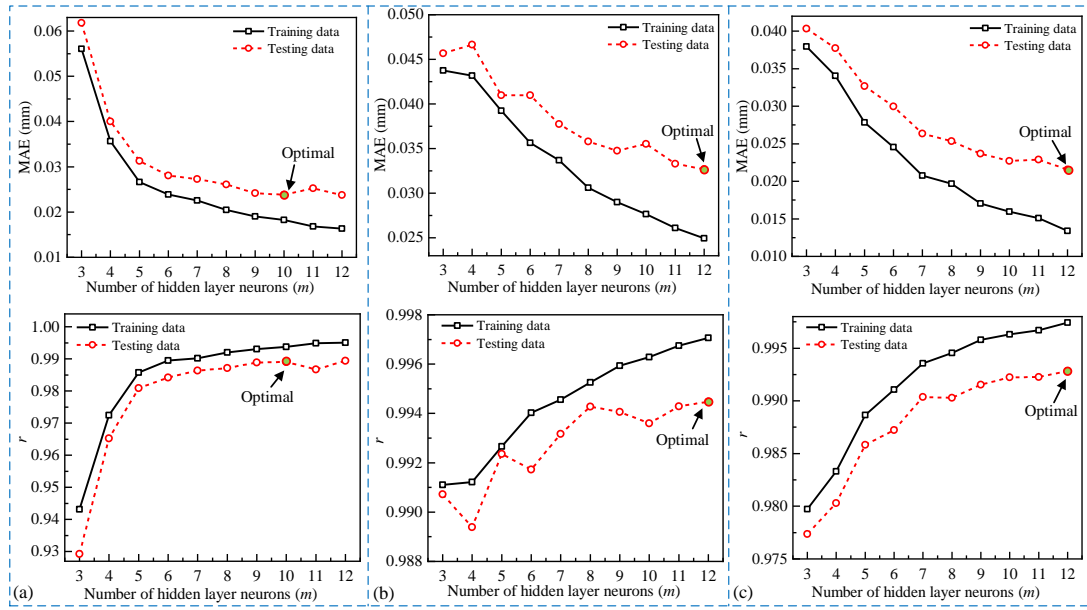 0.06
0.05
0.04
0.03
0.02
0.01
MAE (mm)
Training data
Testing data
Optimal
3 4 5 6 7 8 9 10 11 12
Number of hidden layer neurons (m)
0.050
0.045
0.040
0.035
0.030
0.025
MAE (mm)
Training data
Testing data
Optimal
3 4 5 6 7 8 9 10 11 12
Number of hidden layer neurons (m)
0.040
0.035
0.030
0.025
0.020
0.015
0.010
MAE (mm)
Training data
Testing data
Optimal
3 4 5 6 7 8 9 10 11 12
Number of hidden layer neurons (m)
1.00
0.99
0.98
0.97
0.96
0.95
0.94
0.93
r
Training data
Testing data
Optimal
3 4 5 6 7 8 9 10 11 12
Number of hidden layer neurons (m)
(a)
0.998
0.996
0.994
0.992
0.990
0.988
r
Training data
Testing data
Optimal
3 4 5 6 7 8 9 10 11 12
Number of hidden layer neurons (m)
(b)
0.995
0.990
0.985
0.980
0.975
r
Training data
Testing data
Optimal
3 4 5 6 7 8 9 10 11 12
Number of hidden layer neurons (m)
(c)